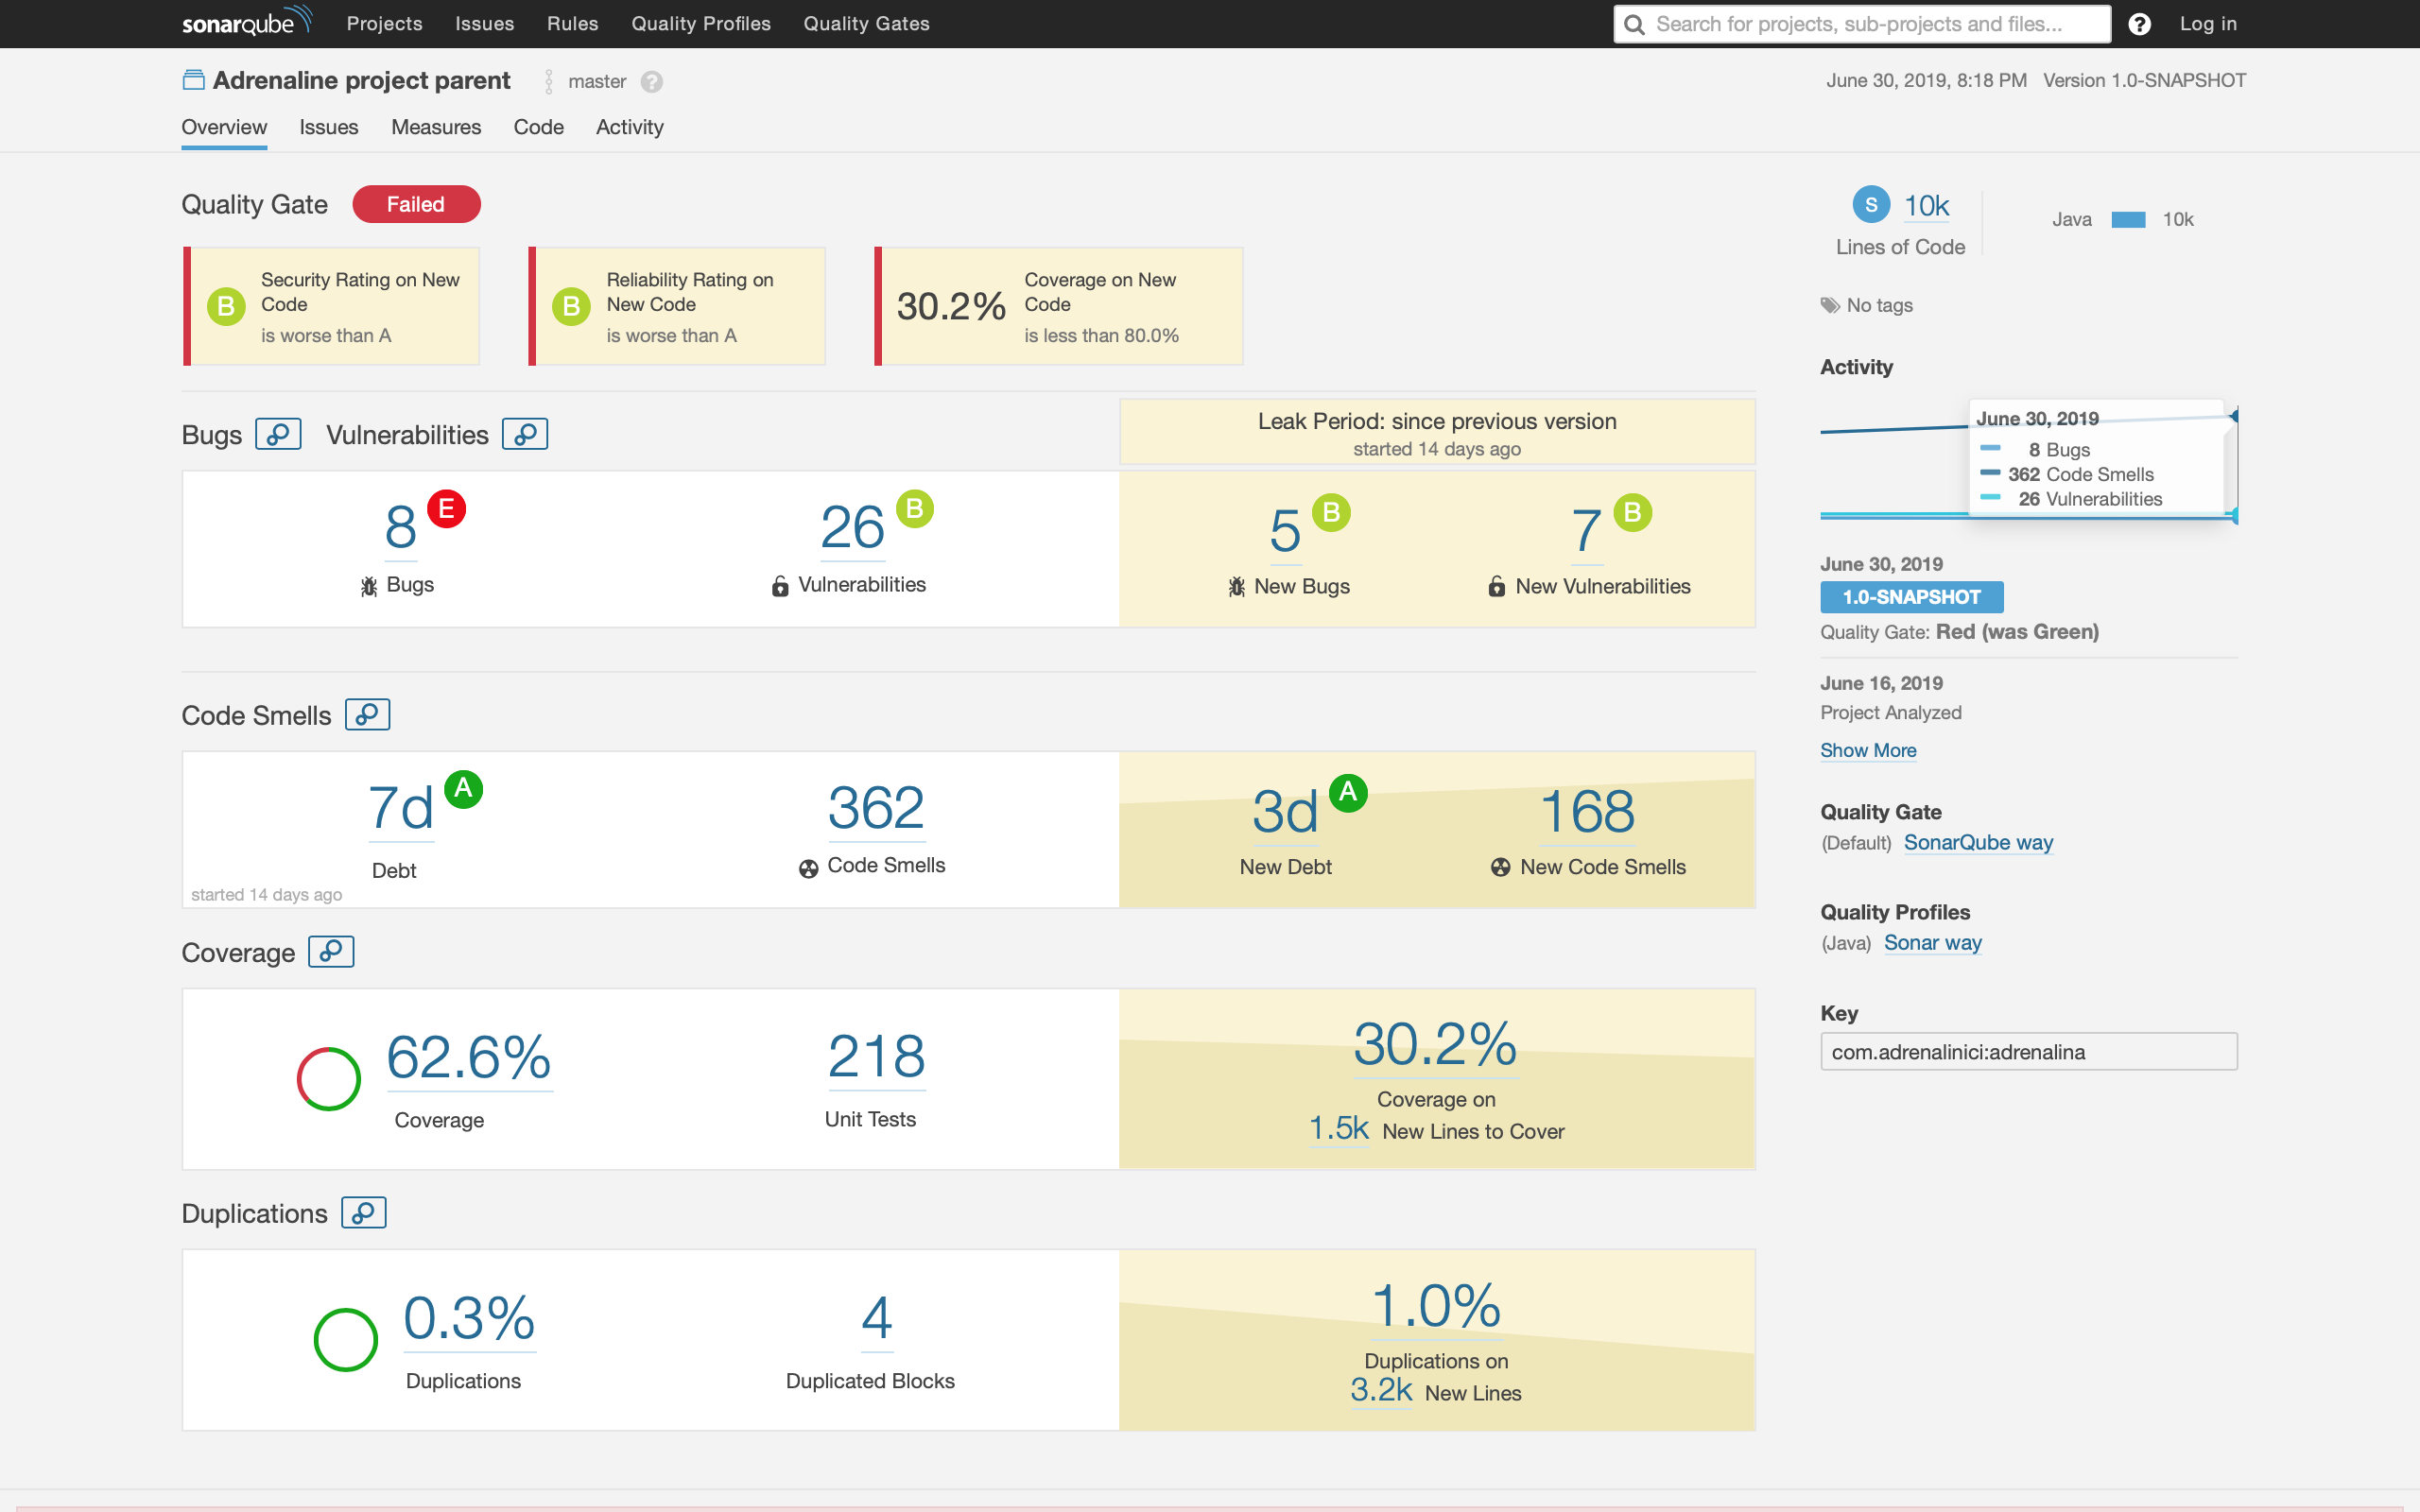 sonarqube Projects Issues Rules Quality Profiles Quality Gates Search for projects, sub-projects and files... ? Log in
Adrenaline project parent master ? June 30, 2019, 8:18 PM Version 1.0-SNAPSHOT
Overview Issues Measures Code Activity
Quality Gate Failed
B Security Rating on New
Code
is worse than A
B Reliability Rating on
New Code
is worse than A
30.2% Coverage on New
Code
is less than 80.0%
Bugs Vulnerabilities
Leak Period: since previous version
started 14 days ago
8 E
Bugs
26 B
Vulnerabilities
5 B
New Bugs
7 B
New Vulnerabilities
Code Smells
7d A
Debt
started 14 days ago
362
Code Smells
3d A
New Debt
168
New Code Smells
Coverage
62.6%
Coverage
218
Unit Tests
30.2%
Coverage on
1.5k New Lines to Cover
Duplications
0.3%
Duplications
4
Duplicated Blocks
1.0%
Duplications on
3.2k New Lines
S 10k
Lines of Code
Java 10k
No tags
Activity
June 30, 2019
8 Bugs
362 Code Smells
26 Vulnerabilities
June 30, 2019
1.0-SNAPSHOT
Quality Gate: Red (was Green)
June 16, 2019
Project Analyzed
Show More
Quality Gate
(Default) SonarQube way
Quality Profiles
(Java) Sonar way
Key
com.adrenalinici:adrenalina